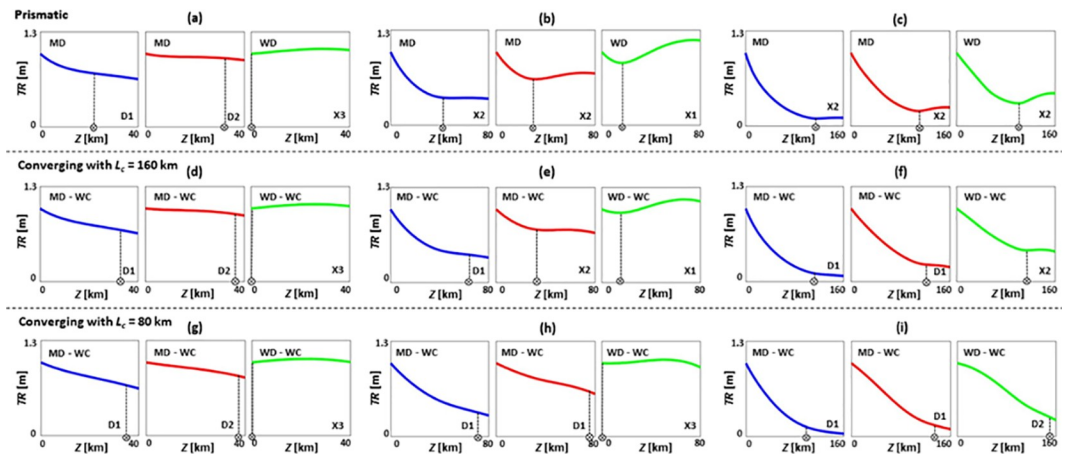 Prismatic
(a) (b) (c)
1.3 MD MD WD 1.3 MD MD WD 1.3 MD MD WD
TR [m] TR [m] TR [m]
D1 D2 X3 X2 X2 X1 X2 X2 X2
0 0 0
Z [km] 40 Z [km] 40 Z [km] 40 0 Z [km] 80 0 Z [km] 80 0 Z [km] 80 0 Z [km] 160 0 Z [km] 160 0 Z [km] 160
Converging with Lc = 160 km
(d) (e) (f)
1.3 MD - WC MD - WC WD - WC 1.3 MD - WC MD - WC WD - WC 1.3 MD - WC MD - WC WD - WC
TR [m] TR [m] TR [m]
D1 D2 X3 D1 X2 X1 D1 D1 X2
0 0 0
0 Z [km] 40 0 Z [km] 40 0 Z [km] 40 0 Z [km] 80 0 Z [km] 80 0 Z [km] 80 0 Z [km] 160 0 Z [km] 160 0 Z [km] 160
Converging with Lc = 80 km
(g) (h) (i)
1.3 MD - WC MD - WC WD - WC 1.3 MD - WC MD - WC WD - WC 1.3 MD - WC MD - WC WD - WC
TR [m] TR [m] TR [m]
D1 D2 X3 D1 D1 X3 D1 D1 D2
0 0 0
0 Z [km] 40 0 Z [km] 40 0 Z [km] 40 0 Z [km] 80 0 Z [km] 80 0 Z [km] 80 0 Z [km] 160 0 Z [km] 160 0 Z [km] 160